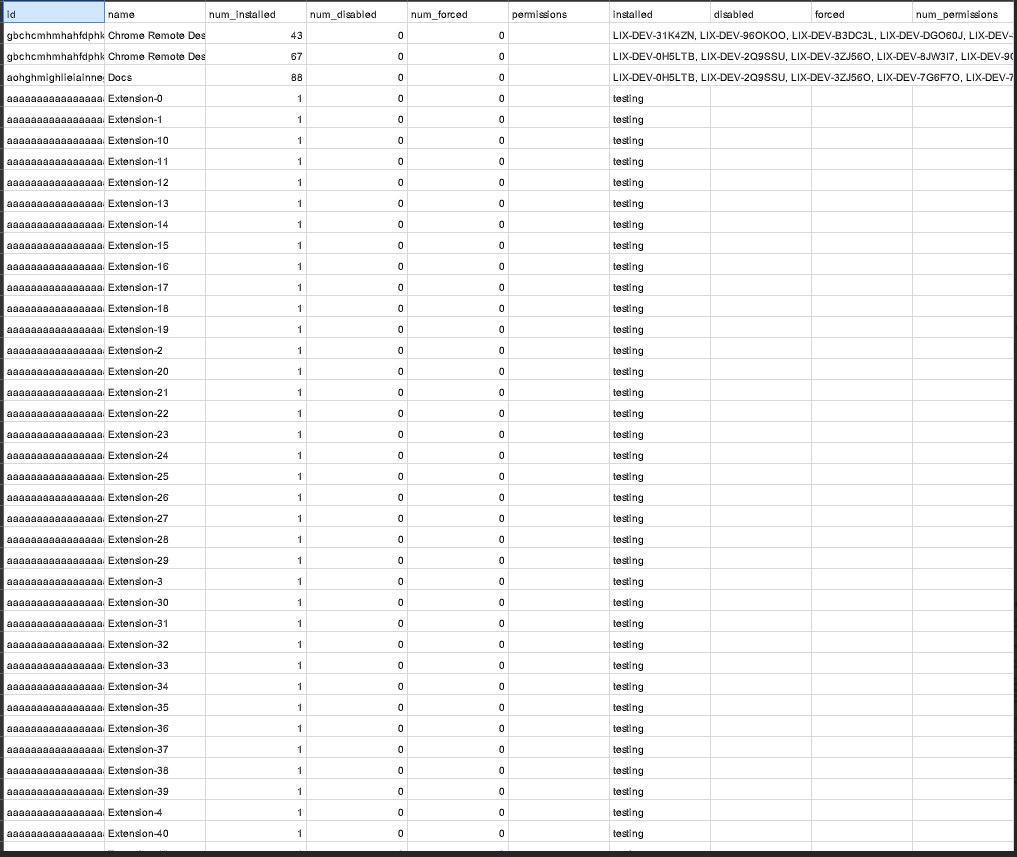 id name num_installed num_disabled num_forced permissions installed disabled forced num_permissions
gbchcmhmhahfdphk Chrome Remote Des 43 0 0 LIX-DEV-31K4ZN, LIX-DEV-96OKOO, LIX-DEV-B3DC3L, LIX-DEV-DGO60J, LIX-DEV-
gbchcmhmhahfdphk Chrome Remote Des 67 0 0 LIX-DEV-0H5LTB, LIX-DEV-2Q9SSU, LIX-DEV-3ZJ56O, LIX-DEV-8JW3I7, LIX-DEV-9
aohghmighlieiainne Docs 88 0 0 LIX-DEV-0H5LTB, LIX-DEV-2Q9SSU, LIX-DEV-3ZJ56O, LIX-DEV-7G6F7O, LIX-DEV-7
aaaaaaaaaaaaaaaa Extension-0 1 0 0 testing
aaaaaaaaaaaaaaaa Extension-1 1 0 0 testing
aaaaaaaaaaaaaaaa Extension-10 1 0 0 testing
aaaaaaaaaaaaaaaa Extension-11 1 0 0 testing
aaaaaaaaaaaaaaaa Extension-12 1 0 0 testing
aaaaaaaaaaaaaaaa Extension-13 1 0 0 testing
aaaaaaaaaaaaaaaa Extension-14 1 0 0 testing
aaaaaaaaaaaaaaaa Extension-15 1 0 0 testing
aaaaaaaaaaaaaaaa Extension-16 1 0 0 testing
aaaaaaaaaaaaaaaa Extension-17 1 0 0 testing
aaaaaaaaaaaaaaaa Extension-18 1 0 0 testing
aaaaaaaaaaaaaaaa Extension-19 1 0 0 testing
aaaaaaaaaaaaaaaa Extension-2 1 0 0 testing
aaaaaaaaaaaaaaaa Extension-20 1 0 0 testing
aaaaaaaaaaaaaaaa Extension-21 1 0 0 testing
aaaaaaaaaaaaaaaa Extension-22 1 0 0 testing
aaaaaaaaaaaaaaaa Extension-23 1 0 0 testing
aaaaaaaaaaaaaaaa Extension-24 1 0 0 testing
aaaaaaaaaaaaaaaa Extension-25 1 0 0 testing
aaaaaaaaaaaaaaaa Extension-26 1 0 0 testing
aaaaaaaaaaaaaaaa Extension-27 1 0 0 testing
aaaaaaaaaaaaaaaa Extension-28 1 0 0 testing
aaaaaaaaaaaaaaaa Extension-29 1 0 0 testing
aaaaaaaaaaaaaaaa Extension-3 1 0 0 testing
aaaaaaaaaaaaaaaa Extension-30 1 0 0 testing
aaaaaaaaaaaaaaaa Extension-31 1 0 0 testing
aaaaaaaaaaaaaaaa Extension-32 1 0 0 testing
aaaaaaaaaaaaaaaa Extension-33 1 0 0 testing
aaaaaaaaaaaaaaaa Extension-34 1 0 0 testing
aaaaaaaaaaaaaaaa Extension-35 1 0 0 testing
aaaaaaaaaaaaaaaa Extension-36 1 0 0 testing
aaaaaaaaaaaaaaaa Extension-37 1 0 0 testing
aaaaaaaaaaaaaaaa Extension-38 1 0 0 testing
aaaaaaaaaaaaaaaa Extension-39 1 0 0 testing
aaaaaaaaaaaaaaaa Extension-4 1 0 0 testing
aaaaaaaaaaaaaaaa Extension-40 1 0 0 testing